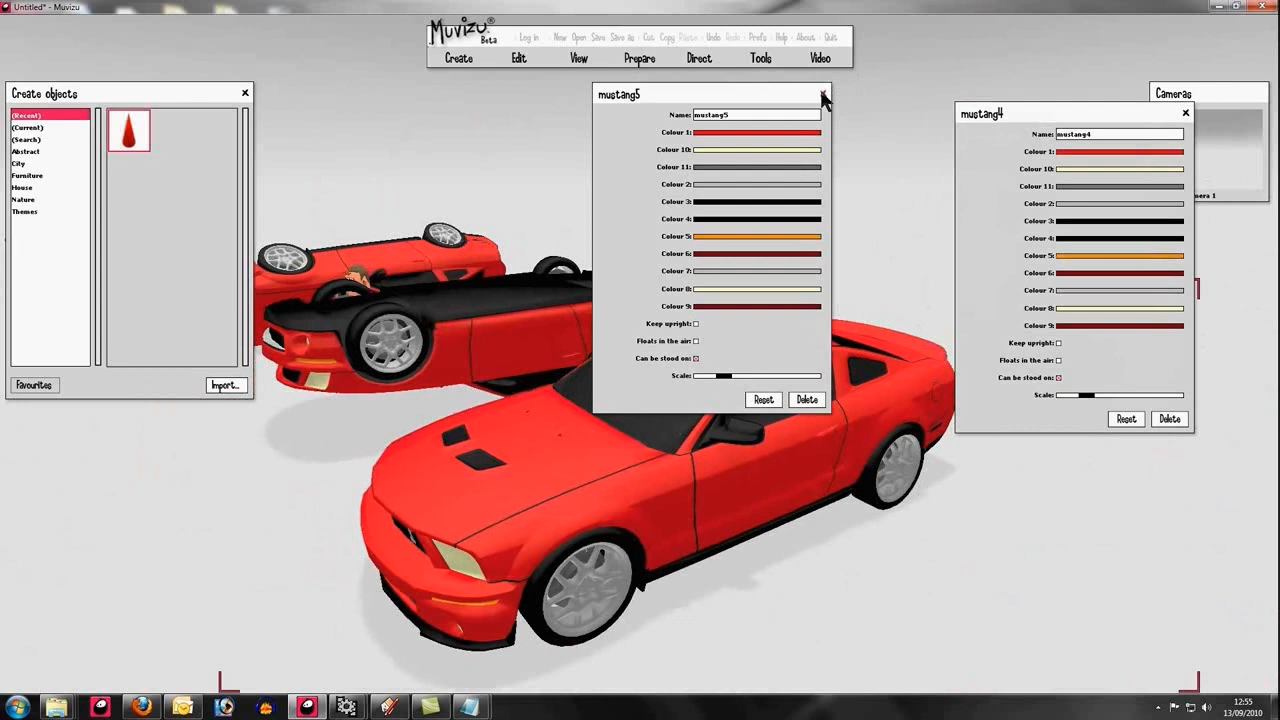 Untitled* - Muvizu
Muvizu®
Beta
Log in New Open Save Save as Cut Copy Paste Undo Redo Prefs Help About Quit
Create Edit View Prepare Direct Tools Video
Create objects
(Recent)
(Current)
(Search)
Abstract
City
Furniture
House
Nature
Themes
Favourites Import...
mustang5
Name: mustang5
Colour 1:
Colour 10:
Colour 11:
Colour 2:
Colour 3:
Colour 4:
Colour 5:
Colour 6:
Colour 7:
Colour 8:
Colour 9:
Keep upright:
Floats in the air:
Can be stood on:
Scale:
Reset Delete
Cameras
mustang4
Name: mustang4
Colour 1:
Colour 10:
Colour 11:
Colour 2:
Colour 3:
Colour 4:
Colour 5:
Colour 6:
Colour 7:
Colour 8:
Colour 9:
Keep upright:
Floats in the air:
Can be stood on:
Scale:
Reset Delete
12:55
13/09/2010